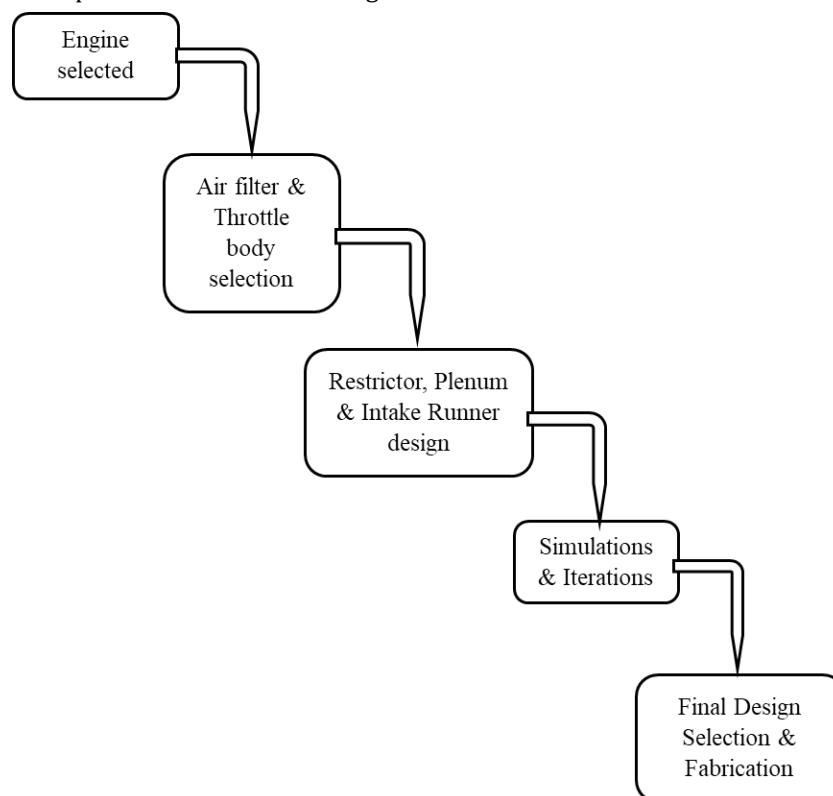 Engine
selected
Air filter &
Throttle
body
selection
Restrictor, Plenum
& Intake Runner
design
Simulations
& Iterations
Final Design
Selection &
Fabrication